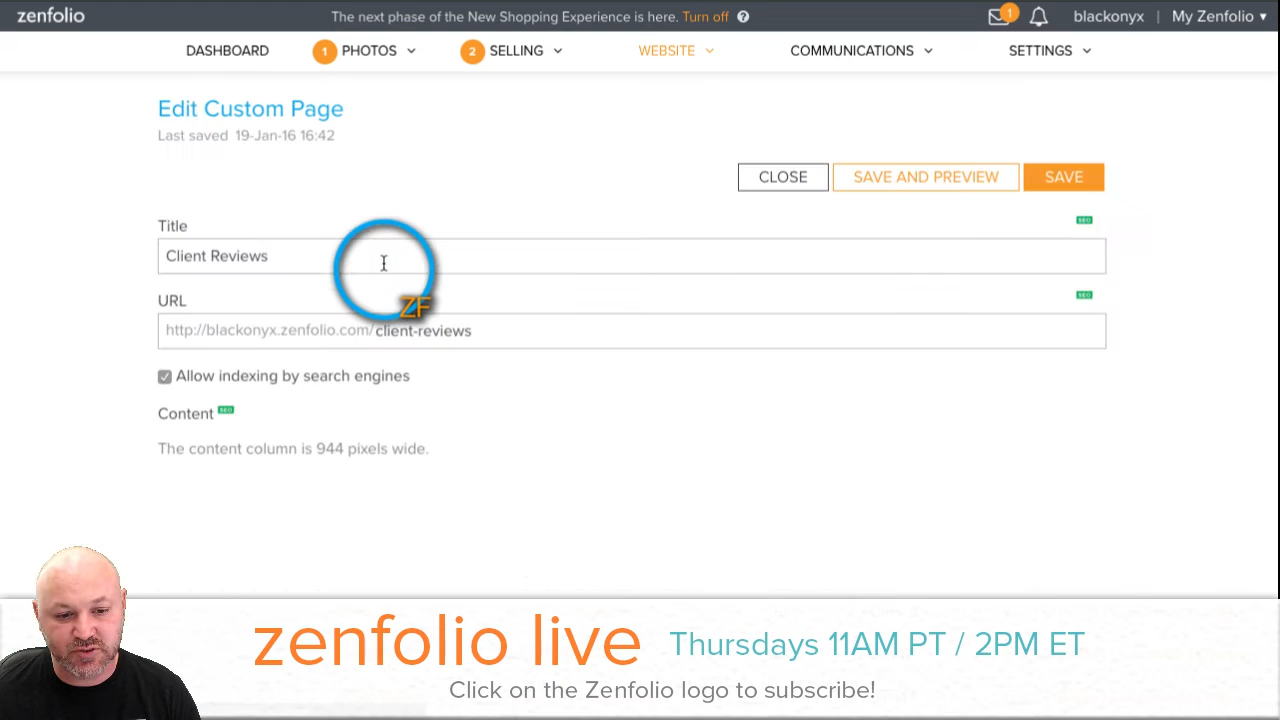 zenfolio
The next phase of the New Shopping Experience is here. Turn off ?
1
blackonyx | My Zenfolio ▾
DASHBOARD
1 PHOTOS
2 SELLING
WEBSITE
COMMUNICATIONS
SETTINGS
Edit Custom Page
Last saved 19-Jan-16 16:42
CLOSE
SAVE AND PREVIEW
SAVE
Title
SEO
Client Reviews
ZF
URL
SEO
http://blackonyx.zenfolio.com/client-reviews
Allow indexing by search engines
Content SEO
The content column is 944 pixels wide.
zenfolio live Thursdays 11AM PT / 2PM ET
Click on the Zenfolio logo to subscribe!